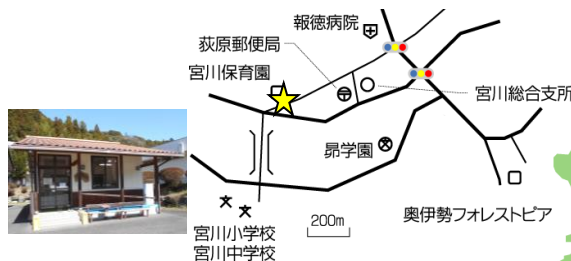 報徳病院
荻原郵便局
宮川保育園
宮川総合支所
昴学園
200m
奥伊勢フォレストピア
宮川小学校
宮川中学校